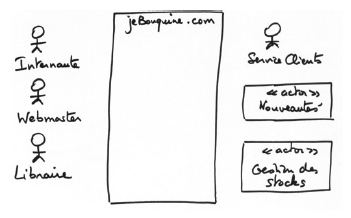 jeBouquine.com
Internaute
Webmaster
Libraire
Service Clients
«actor»
Nouveautés
«actor»
Gestion des
stocks